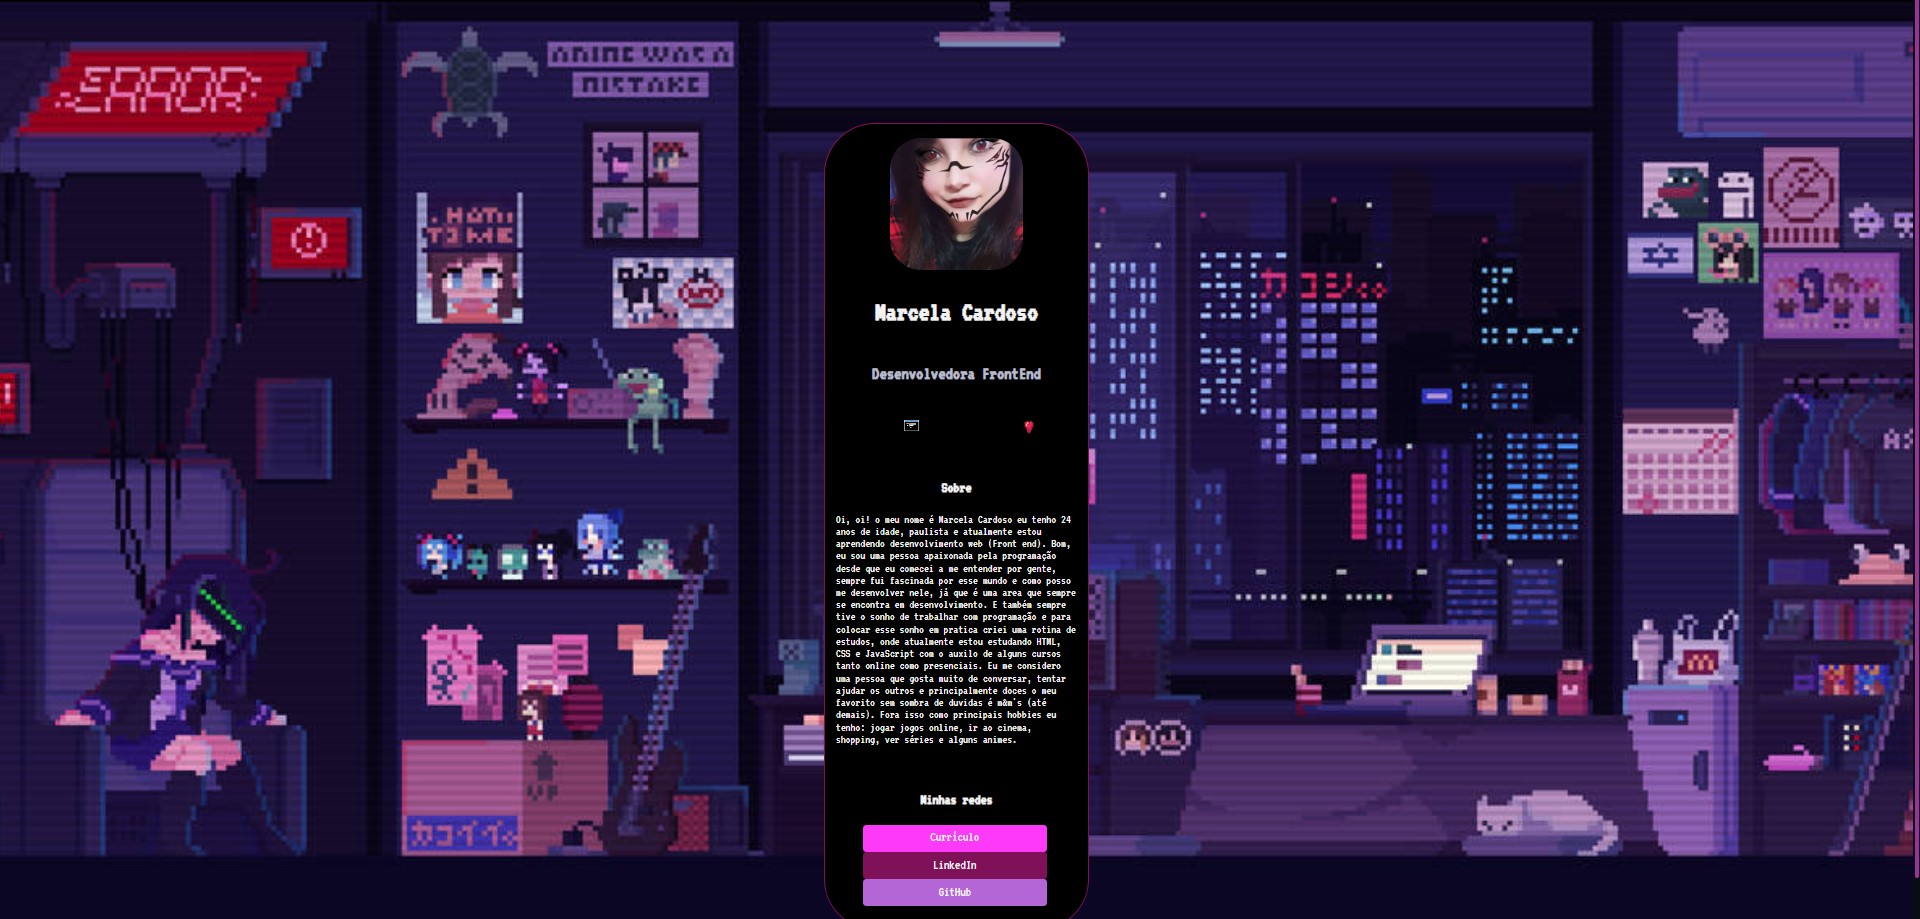 ERROR
ANIME WAS A
MISTAKE
Marcela Cardoso
Desenvolvedora FrontEnd
Sobre
Oi, oi! o meu nome é Marcela Cardoso eu tenho 24
anos de idade, paulista e atualmente estou
aprendendo desenvolvimento web (Front end). Bom,
eu sou uma pessoa apaixonada pela programação
desde que eu comecei a me entender por gente,
sempre fui fascinada por esse mundo e como posso
me desenvolver nele, já que é uma area que sempre
se encontra em desenvolvimento. E também sempre
tive o sonho de trabalhar com programação e para
colocar esse sonho em pratica criei uma rotina de
estudos, onde atualmente estou estudando HTML,
CSS e JavaScript com o auxilo de alguns cursos
tanto online como presenciais. Eu me considero
uma pessoa que gosta muito de conversar, tentar
ajudar os outros e principalmente doces o meu
favorito sem sombra de duvidas é m&m`s (até
demais). Fora isso como principais hobbies eu
tenho: jogar jogos online, ir ao cinema,
shopping, ver séries e alguns animes.
Minhas redes
Currículo
LinkedIn
GitHub
UP